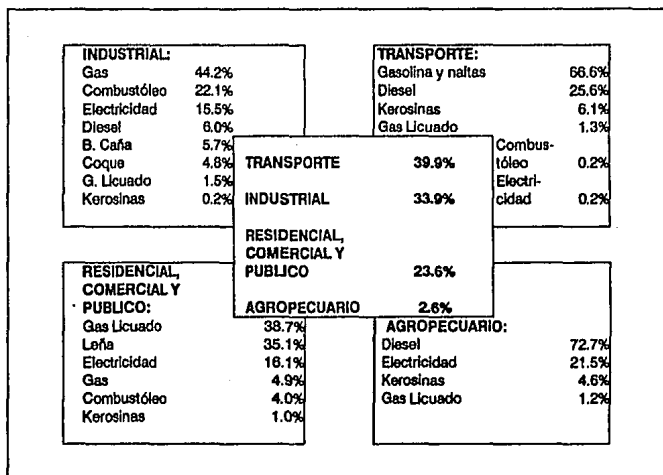 INDUSTRIAL:
Gas 44.2%
Combustóleo 22.1%
Electricidad 15.5%
Diesel 6.0%
B. Caña 5.7%
Coque 4.8%
G. Licuado 1.5%
Kerosinas 0.2%
TRANSPORTE:
Gasolina y naftas 66.6%
Diesel 25.6%
Kerosinas 6.1%
Gas Licuado 1.3%
Combus-
tóleo 0.2%
Electri-
cidad 0.2%
TRANSPORTE 39.9%
INDUSTRIAL 33.9%
RESIDENCIAL,
COMERCIAL Y
PUBLICO 23.6%
AGROPECUARIO 2.6%
RESIDENCIAL,
COMERCIAL Y
PUBLICO:
Gas Licuado 38.7%
Leña 35.1%
Electricidad 16.1%
Gas 4.9%
Combustóleo 4.0%
Kerosinas 1.0%
AGROPECUARIO:
Diesel 72.7%
Electricidad 21.5%
Kerosinas 4.6%
Gas Licuado 1.2%